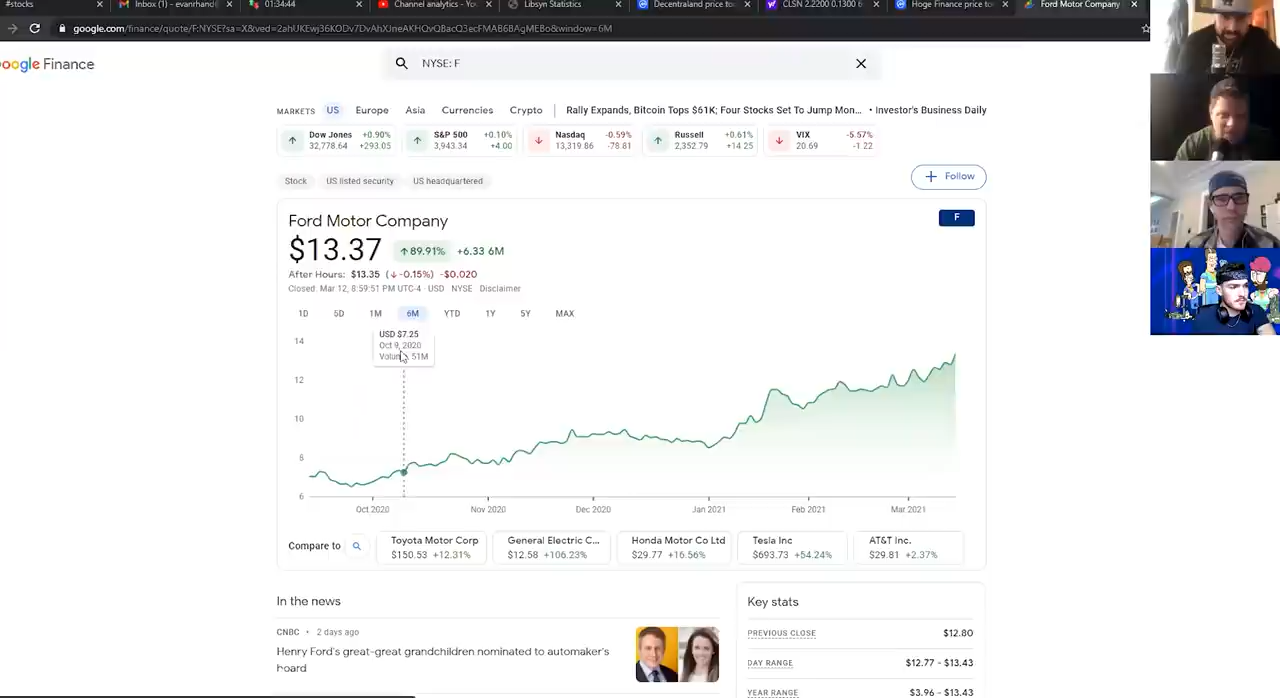 #stocks
Inbox (1) - evanrhand@
01:34:44
Channel analytics - Yo
Libsyn Statistics
Decentraland price to
CLSN 2.2200 0.1300 6
Hoge Finance price to
Ford Motor Company
google.com/finance/quote/F:NYSE?sa=X&ved=
window=6M
oogle Finance
NYSE: F
MARKETS US Europe Asia Currencies Crypto
Rally Expands, Bitcoin Tops $61K; Four Stocks Set To Jump Mon... • Investor's Business Daily
Dow Jones +0.90%
32,778.64 +293.05
S&P 500 +0.10%
3,943.34 +4.00
Nasdaq -0.59%
13,319.86 -78.81
Russell +0.61%
2,352.79 +14.25
VIX -5.57%
20.69 -1.22
Stock US listed security US headquartered
Follow
Ford Motor Company
F
$13.37 ↑89.91% +6.33 6M
After Hours: $13.35 (↓-0.15%) -$0.020
Closed: Mar 12, 8:59:51 PM UTC-4 · USD NYSE Disclaimer
1D 5D 1M 6M YTD 1Y 5Y MAX
USD $7.25
Oct 9, 2020
51M
14
12
10
8
6
Oct 2020 Nov 2020 Dec 2020 Jan 2021 Feb 2021 Mar 2021
Compare to
Toyota Motor Corp
$150.53 +12.31%
General Electric C...
$12.58 +106.23%
Honda Motor Co Ltd
$29.77 +16.56%
Tesla Inc
$693.73 +54.24%
AT&T Inc.
$29.81 +2.37%
In the news
CNBC • 2 days ago
Henry Ford's great-great grandchildren nominated to automaker's
board
Key stats
PREVIOUS CLOSE $12.80
DAY RANGE $12.77 - $13.43
YEAR RANGE $3.96 - $13.43